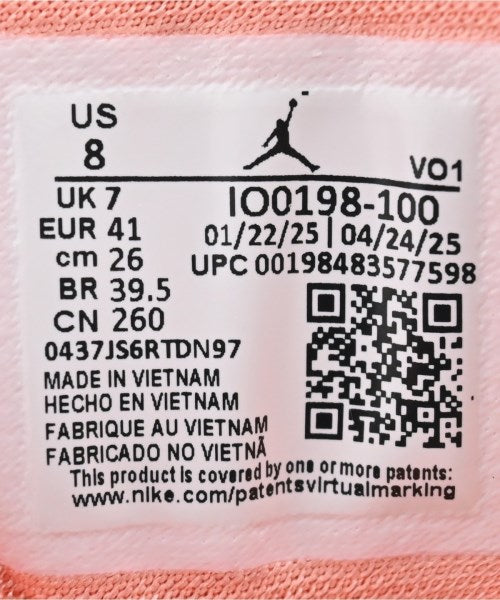 US
8
VO1
UK 7
EUR 41
cm 26
BR 39.5
CN 260
IO0198-100
01/22/25 | 04/24/25
UPC 00198483577598
0437JS6RTDN97
MADE IN VIETNAM
HECHO EN VIETNAM
FABRIQUE AU VIETNAM
FABRICADO NO VIETNÃ
This product is covered by one or more patents:
www.nike.com/patentsvirtualmarking